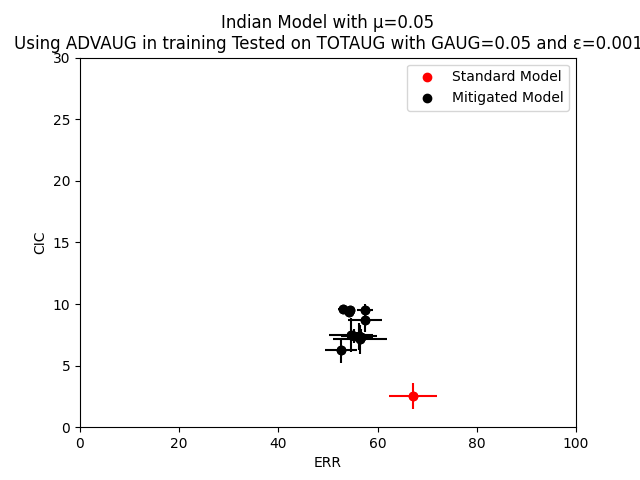 Indian Model with μ=0.05
Using ADVAUG in training Tested on TOTAUG with GAUG=0.05 and ε=0.001
Standard Model
Mitigated Model
30
25
20
15
10
5
0
CIC
0 20 40 60 80 100
ERR